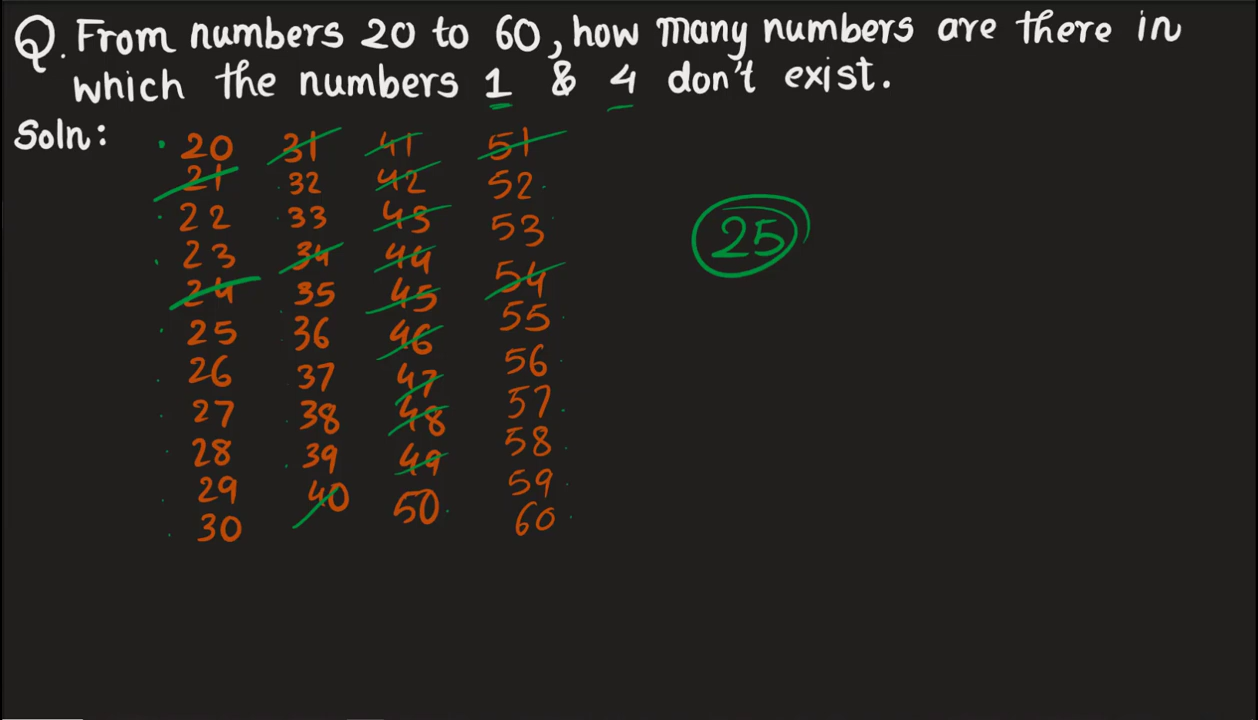 Q. From numbers 20 to 60, how many numbers are there in
which the numbers 1 & 4 don't exist.
Soln:
20 31 41 51
21 32 42 52
22 33 43 53
23 34 44 54
24 35 45 55
25 36 46 56
26 37 47 57
27 38 48 58
28 39 49 59
29 40 50 60
30
25